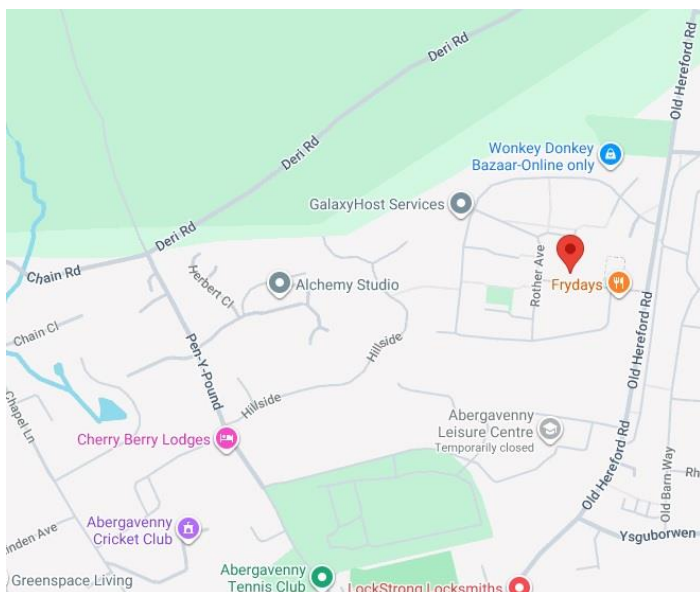 Deri Rd
Old Hereford Rd
Deri Rd
Wonkey Donkey
Bazaar-Online only
GalaxyHost Services
Deri Rd
Rother Ave
Chain Rd
Herbert Cl
Alchemy Studio
Frydays
Chain Cl
Pen-Y-Pound
Hillside
Old Hereford Rd
Hillside
Chapel Ln
Cherry Berry Lodges
Abergavenny
Leisure Centre
Temporarily closed
Old Hereford Rd
Old Barn Way
Rh
Abergavenny
Cricket Club
enden Ave
Ysguborwen
Greenspace Living
Abergavenny
Tennis Club
LockStrong Locksmiths